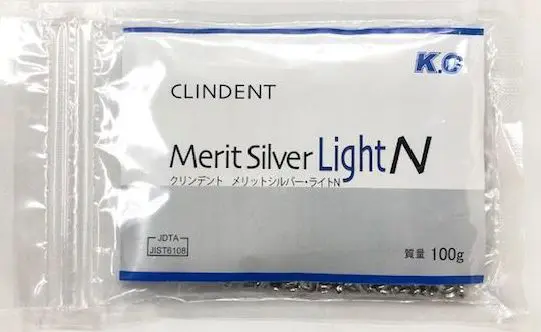 K.C
CLINDENT
Merit Silver Light N
クリンデント メリットシルバー・ライトN
JDTA
JIST6108
質量 100g